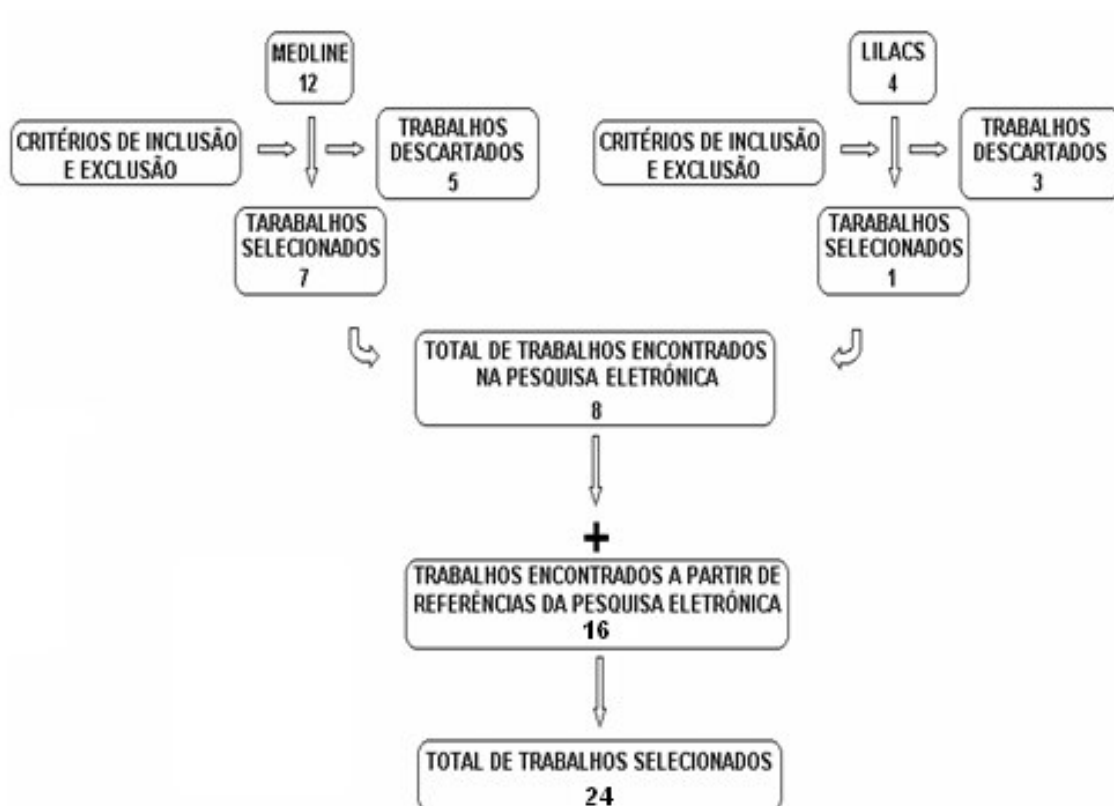 MEDLINE
12
CRITÉRIOS DE INCLUSÃO
E EXCLUSÃO
TRABALHOS
DESCARTADOS
5
TARABALHOS
SELECIONADOS
7
LILACS
4
CRITÉRIOS DE INCLUSÃO
E EXCLUSÃO
TRABALHOS
DESCARTADOS
3
TARABALHOS
SELECIONADOS
1
TOTAL DE TRABALHOS ENCONTRADOS
NA PESQUISA ELETRÓNICA
8
+
TRABALHOS ENCONTRADOS A PARTIR DE
REFERÊNCIAS DA PESQUISA ELETRÓNICA
16
TOTAL DE TRABALHOS SELECIONADOS
24